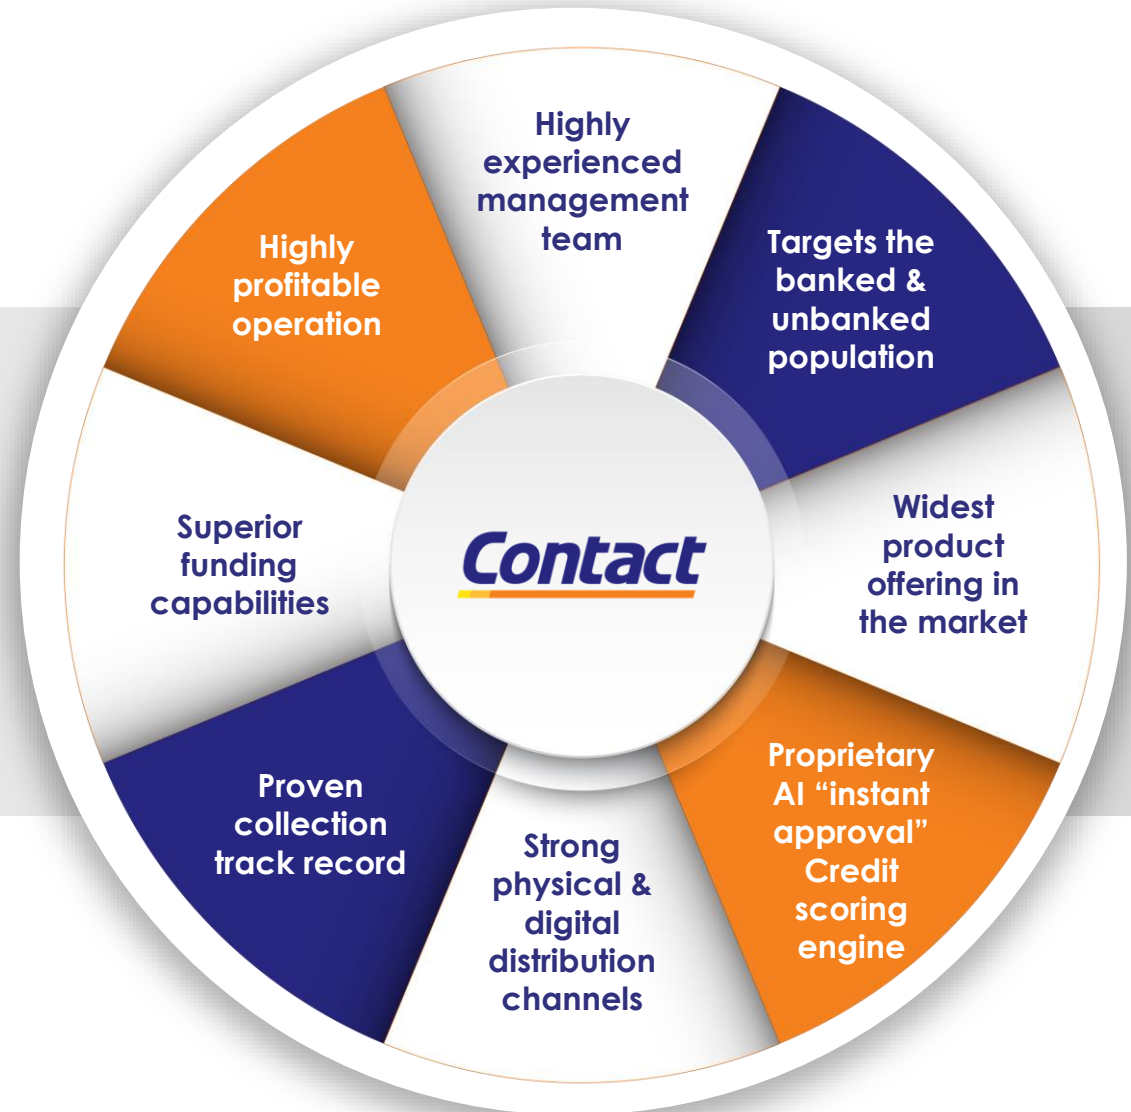 Highly
experienced
management
team
Targets the
banked &
unbanked
population
Widest
product
offering in
the market
Proprietary
AI “instant
approval”
Credit
scoring
engine
Strong
physical &
digital
distribution
channels
Proven
collection
track record
Superior
funding
capabilities
Highly
profitable
operation
Contact